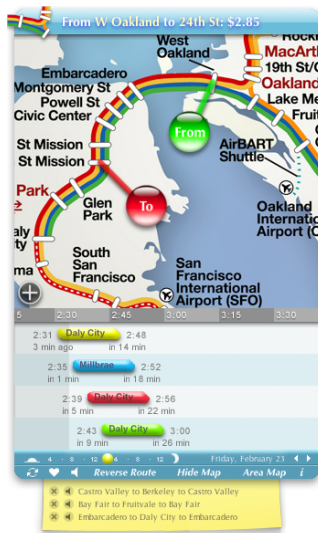 From W Oakland to 24th St: $2.85
West
Oakland
MacArt
19th St/C
Oakland
Lake Me
Fruit
Embarcadero
Montgomery St
Powell St
Civic Center
From
AirBART
Shuttle
St Mission
St Mission
Park
Glen
Park
To
Oakland
Internatio
Airport (O
aly
ty
ma
South
San
Francisco
San
Francisco
International
Airport (SFO)
5 2:30 2:45 3:00 3:15 3:30
2:31 Daly City 2:48
3 min ago in 14 min
2:35 Millbrae 2:52
in 1 min in 18 min
2:39 Daly City 2:56
in 5 min in 22 min
2:43 Daly City 3:00
in 9 min in 26 min
4 · 8 · 12 4 · 8 · 12 Friday, February 23
Reverse Route Hide Map Area Map i
Castro Valley to Berkeley to Castro Valley
Bay Fair to Fruitvale to Bay Fair
Embarcadero to Daly City to Embarcadero